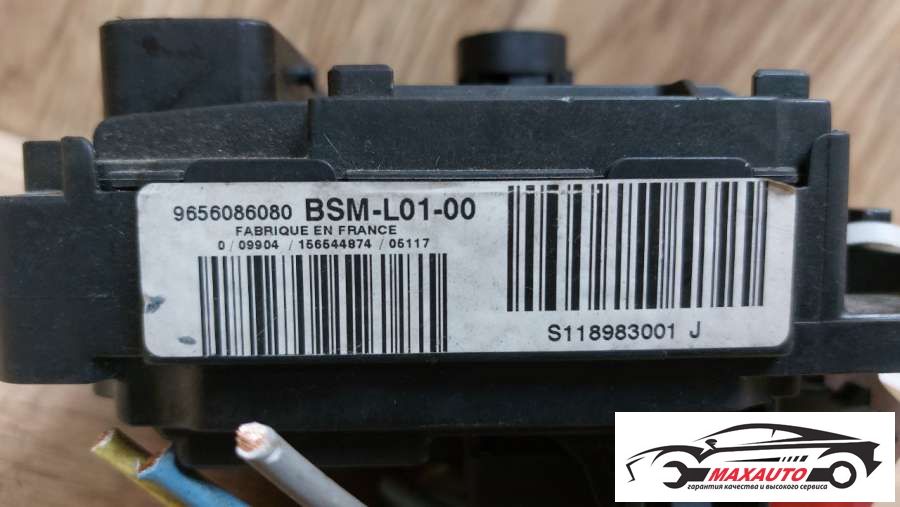 9656086080 BSM-L01-00
FABRIQUE EN FRANCE
0 / 09904 / 156544874 / 05117
S118983001 J
MAXAUTO
гарантия качества и высокого сервиса